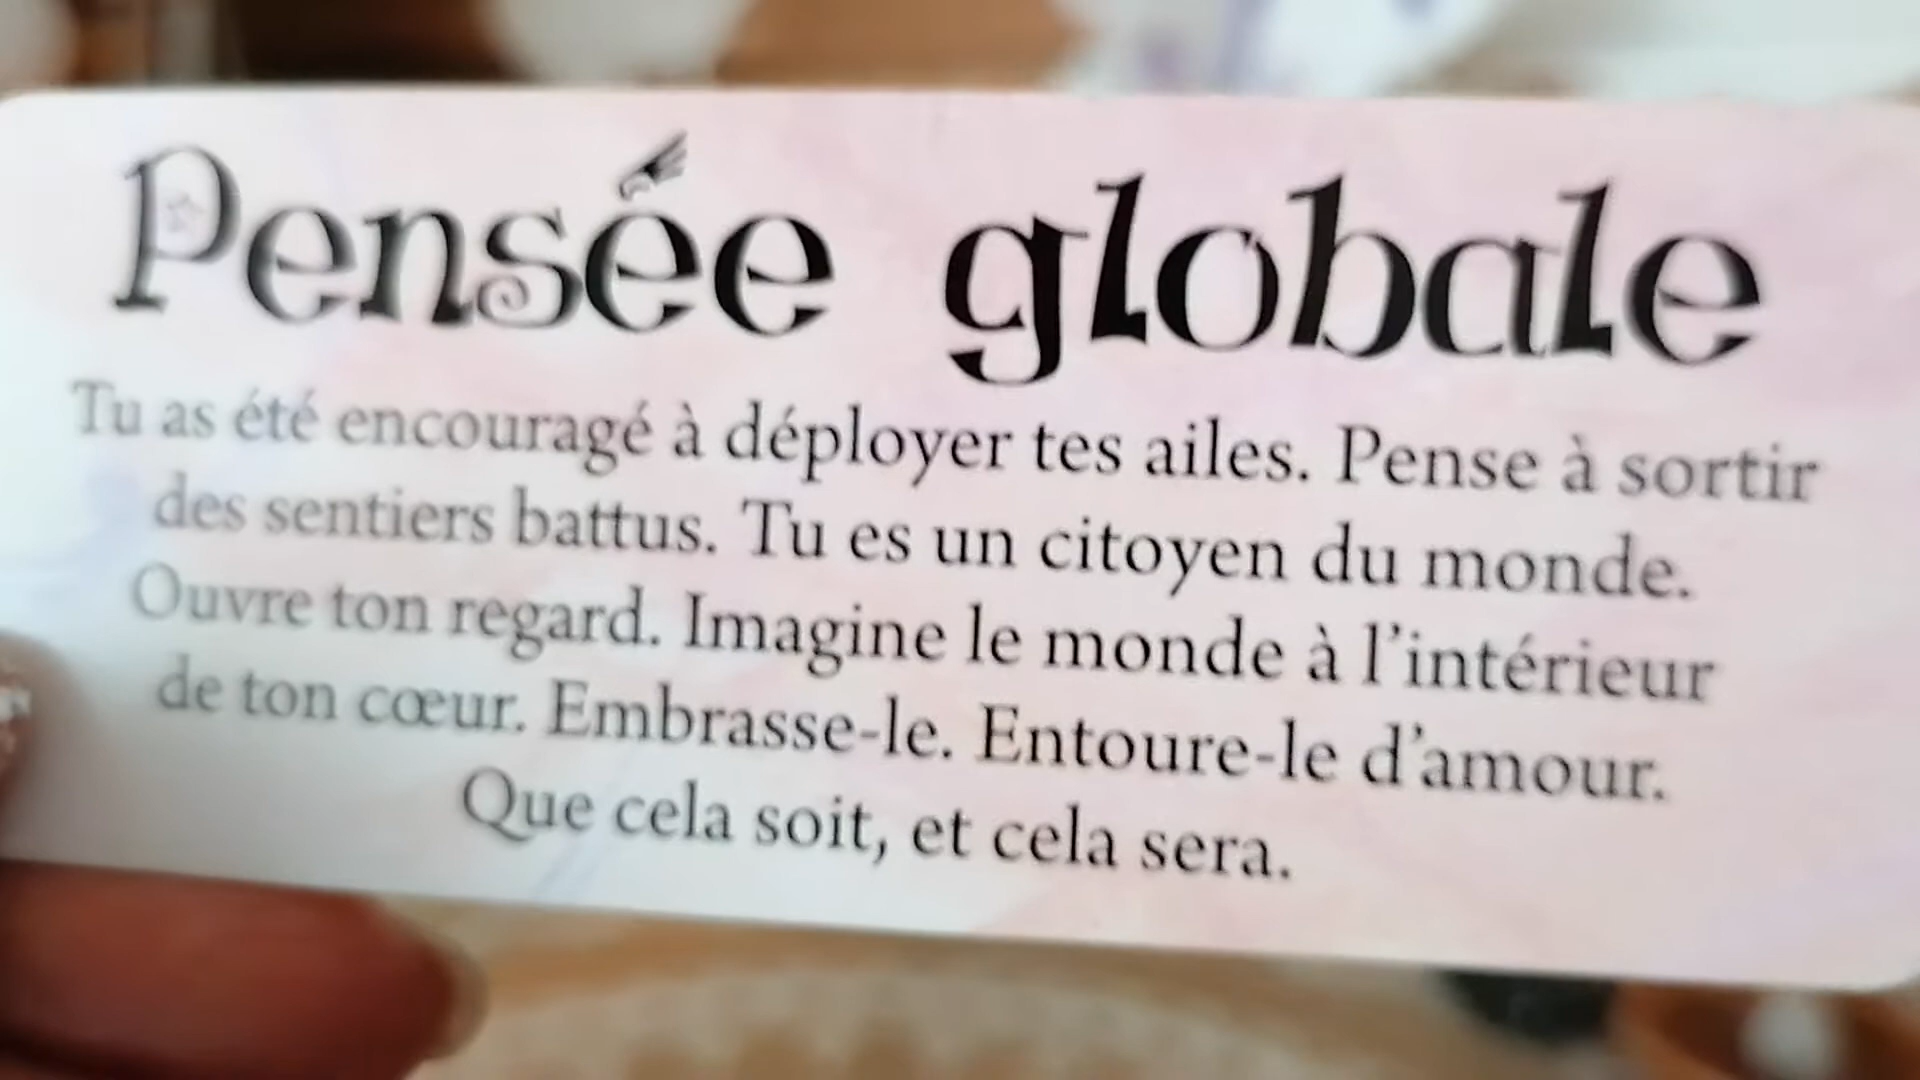 Pensée globale
Tu as été encouragé à déployer tes ailes. Pense à sortir
des sentiers battus. Tu es un citoyen du monde.
Ouvre ton regard. Imagine le monde à l'intérieur
de ton cœur. Embrasse-le. Entoure-le d'amour.
Que cela soit, et cela sera.